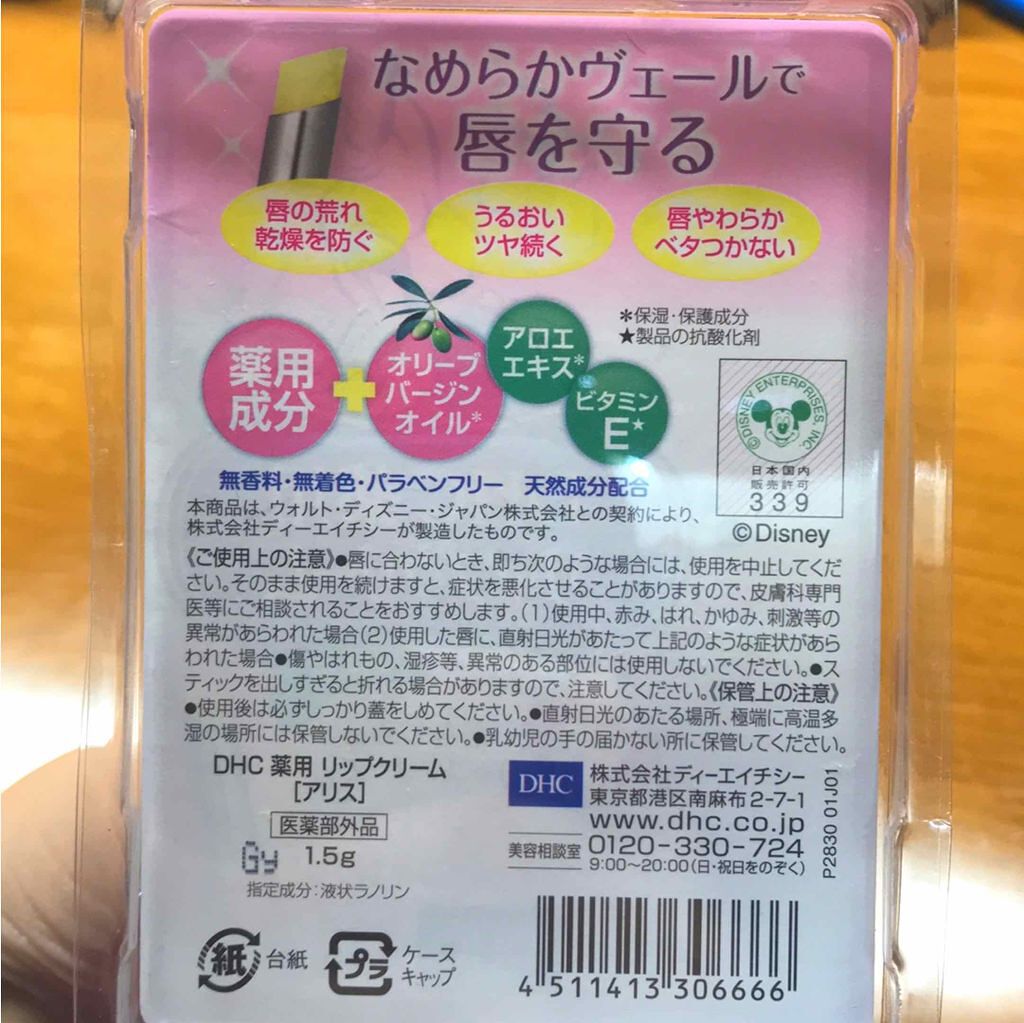 なめらかヴェールで
唇を守る
唇の荒れ
乾燥を防ぐ
うるおい
ツヤ続く
唇やわらか
ベタつかない
薬用
成分
オリーブ
バージン
オイル*
アロエ
エキス*
ビタミン
E★
*保湿・保護成分
★製品の抗酸化剤
©DISNEY ENTERPRISES, INC.
日本国内
販売許可
339
©Disney
無香料・無着色・パラベンフリー 天然成分配合
本商品は、ウォルト・ディズニー・ジャパン株式会社との契約により、
株式会社ディーエイチシーが製造したものです。
《ご使用上の注意》●唇に合わないとき、即ち次のような場合には、使用を中止してくだ
さい。そのまま使用を続けますと、症状を悪化させることがありますので、皮膚科専門
医等にご相談されることをおすすめします。(1)使用中、赤み、はれ、かゆみ、刺激等の
異常があらわれた場合(2)使用した唇に、直射日光があたって上記のような症状があら
われた場合●傷やはれもの、湿疹等、異常のある部位には使用しないでください。●ス
ティックを出しすぎると折れる場合がありますので、注意してください。《保管上の注意》
●使用後は必ずしっかり蓋をしめてください。●直射日光のあたる場所、極端に高温多
湿の場所には保管しないでください。●乳幼児の手の届かない所に保管してください。
DHC 薬用 リップクリーム
[アリス]
医薬部外品
Gy 1.5g
指定成分:液状ラノリン
DHC
株式会社ディーエイチシー
東京都港区南麻布2-7-1
www.dhc.co.jp
美容相談室 0120-330-724
9:00〜20:00(日・祝日をのぞく)
P2830 01J01
紙 台紙
プラ ケース
キャップ
4 511413 306666